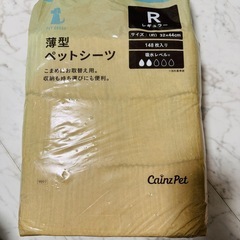 R
レギュラー
薄型
ペットシーツ
サイズ(約) 32×44cm
148枚入り
吸水レベル
こまめにお取替え用。
収納も持ち運びにも便利。
CainzPet